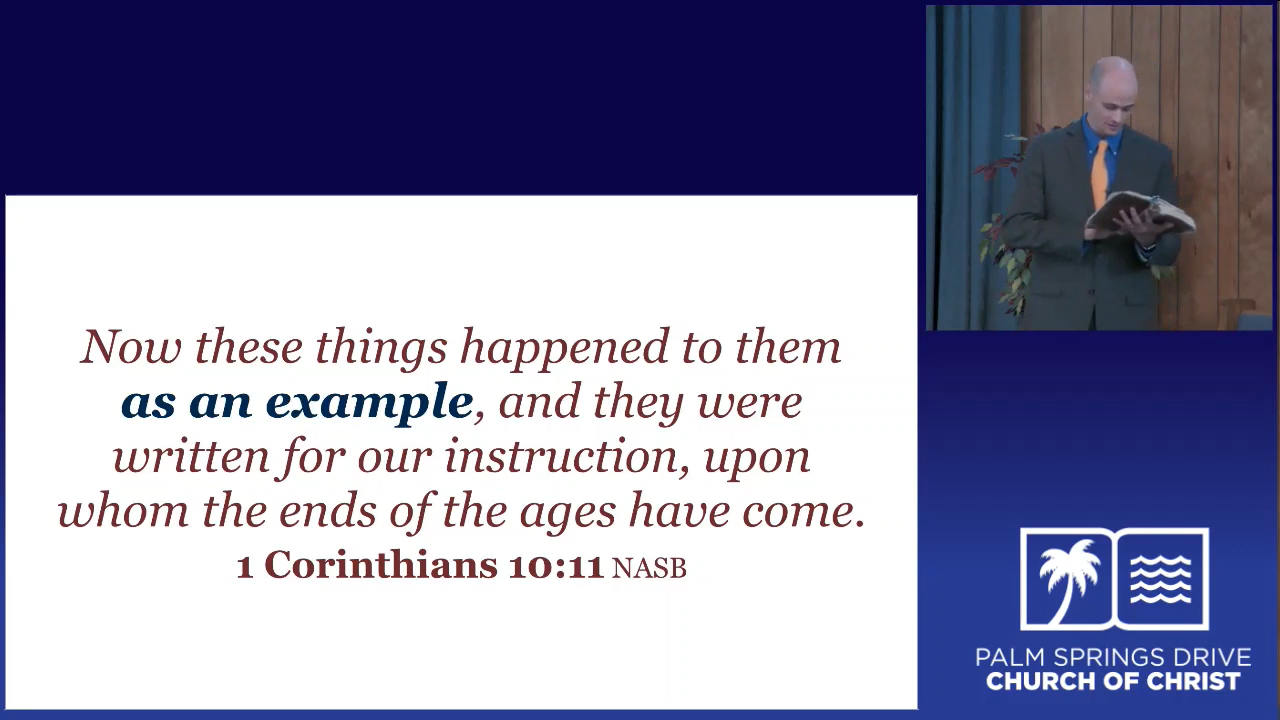 Now these things happened to them
as an example, and they were
written for our instruction, upon
whom the ends of the ages have come.
1 Corinthians 10:11 NASB
PALM SPRINGS DRIVE
CHURCH OF CHRIST